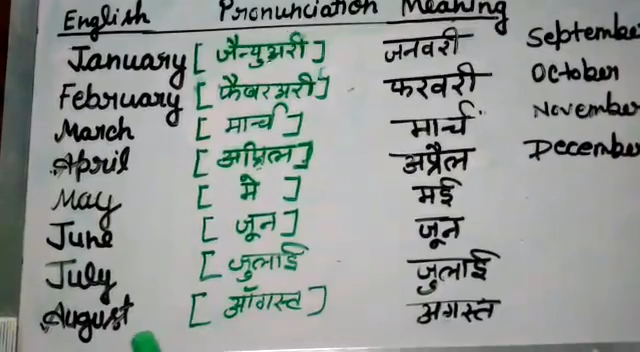 English Pronunciation Meaning
January [ जैन्युअरी ] जनवरी
February [ फैबरअरी ] फरवरी
March [ मार्च ] मार्च
April [ अप्रिल ] अप्रैल
May [ मे ] मई
June [ जून ] जून
July [ जुलाई जुलाई
August [ ऑगस्ट ] अगस्त
Septembe
October
November
December